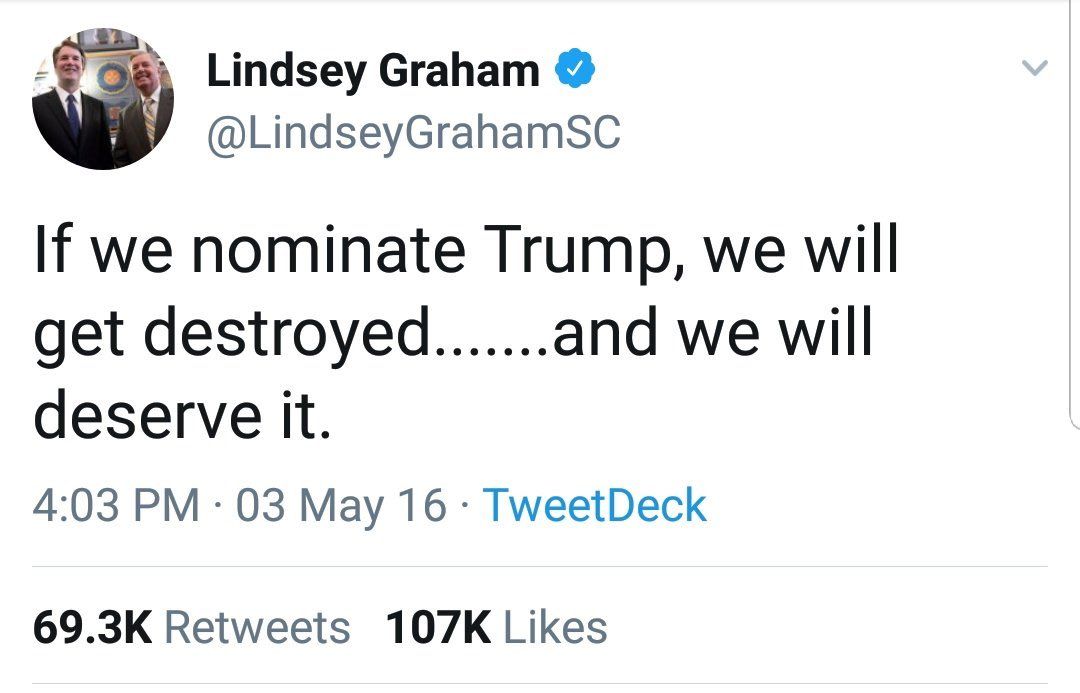 Lindsey Graham
@LindseyGrahamSC
If we nominate Trump, we will
get destroyed.......and we will
deserve it.
4:03 PM · 03 May 16 · TweetDeck
69.3K Retweets 107K Likes